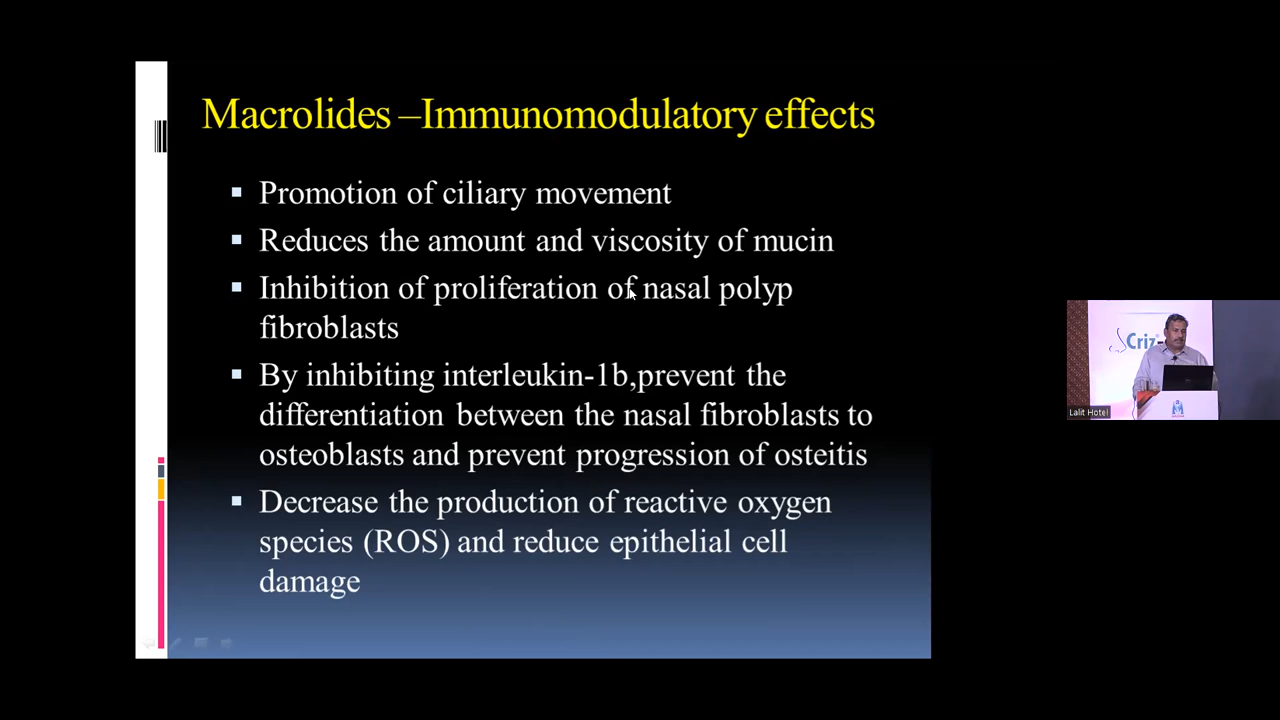 Macrolides –Immunomodulatory effects
Promotion of ciliary movement
Reduces the amount and viscosity of mucin
Inhibition of proliferation of nasal polyp
fibroblasts
By inhibiting interleukin-1b,prevent the
differentiation between the nasal fibroblasts to
osteoblasts and prevent progression of osteitis
Decrease the production of reactive oxygen
species (ROS) and reduce epithelial cell
damage
Criz
Lalit Hotel